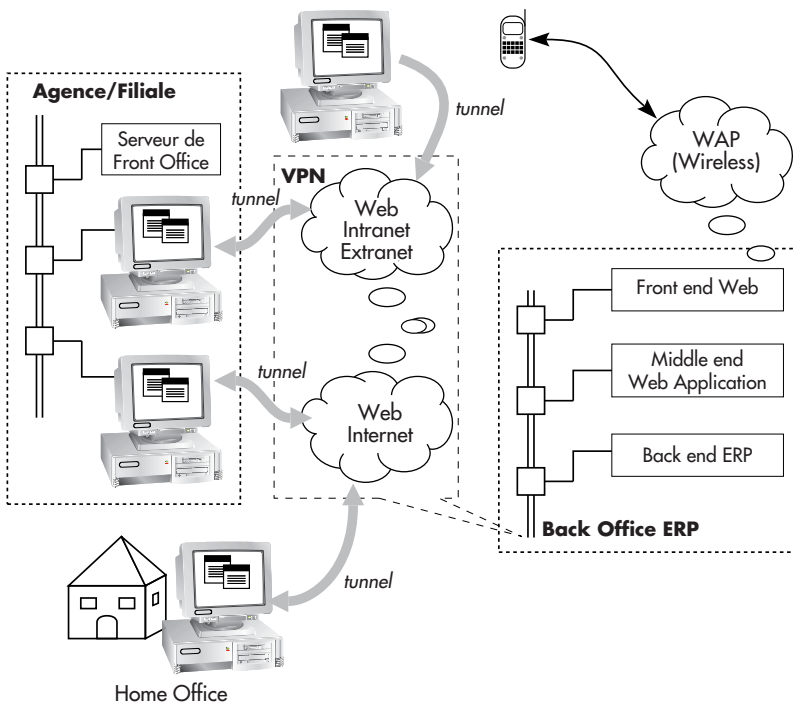 Agence/Filiale
Serveur de
Front Office
tunnel
tunnel
VPN
Web
Intranet
Extranet
tunnel
Web
Internet
tunnel
Home Office
WAP
(Wireless)
Front end Web
Middle end
Web Application
Back end ERP
Back Office ERP